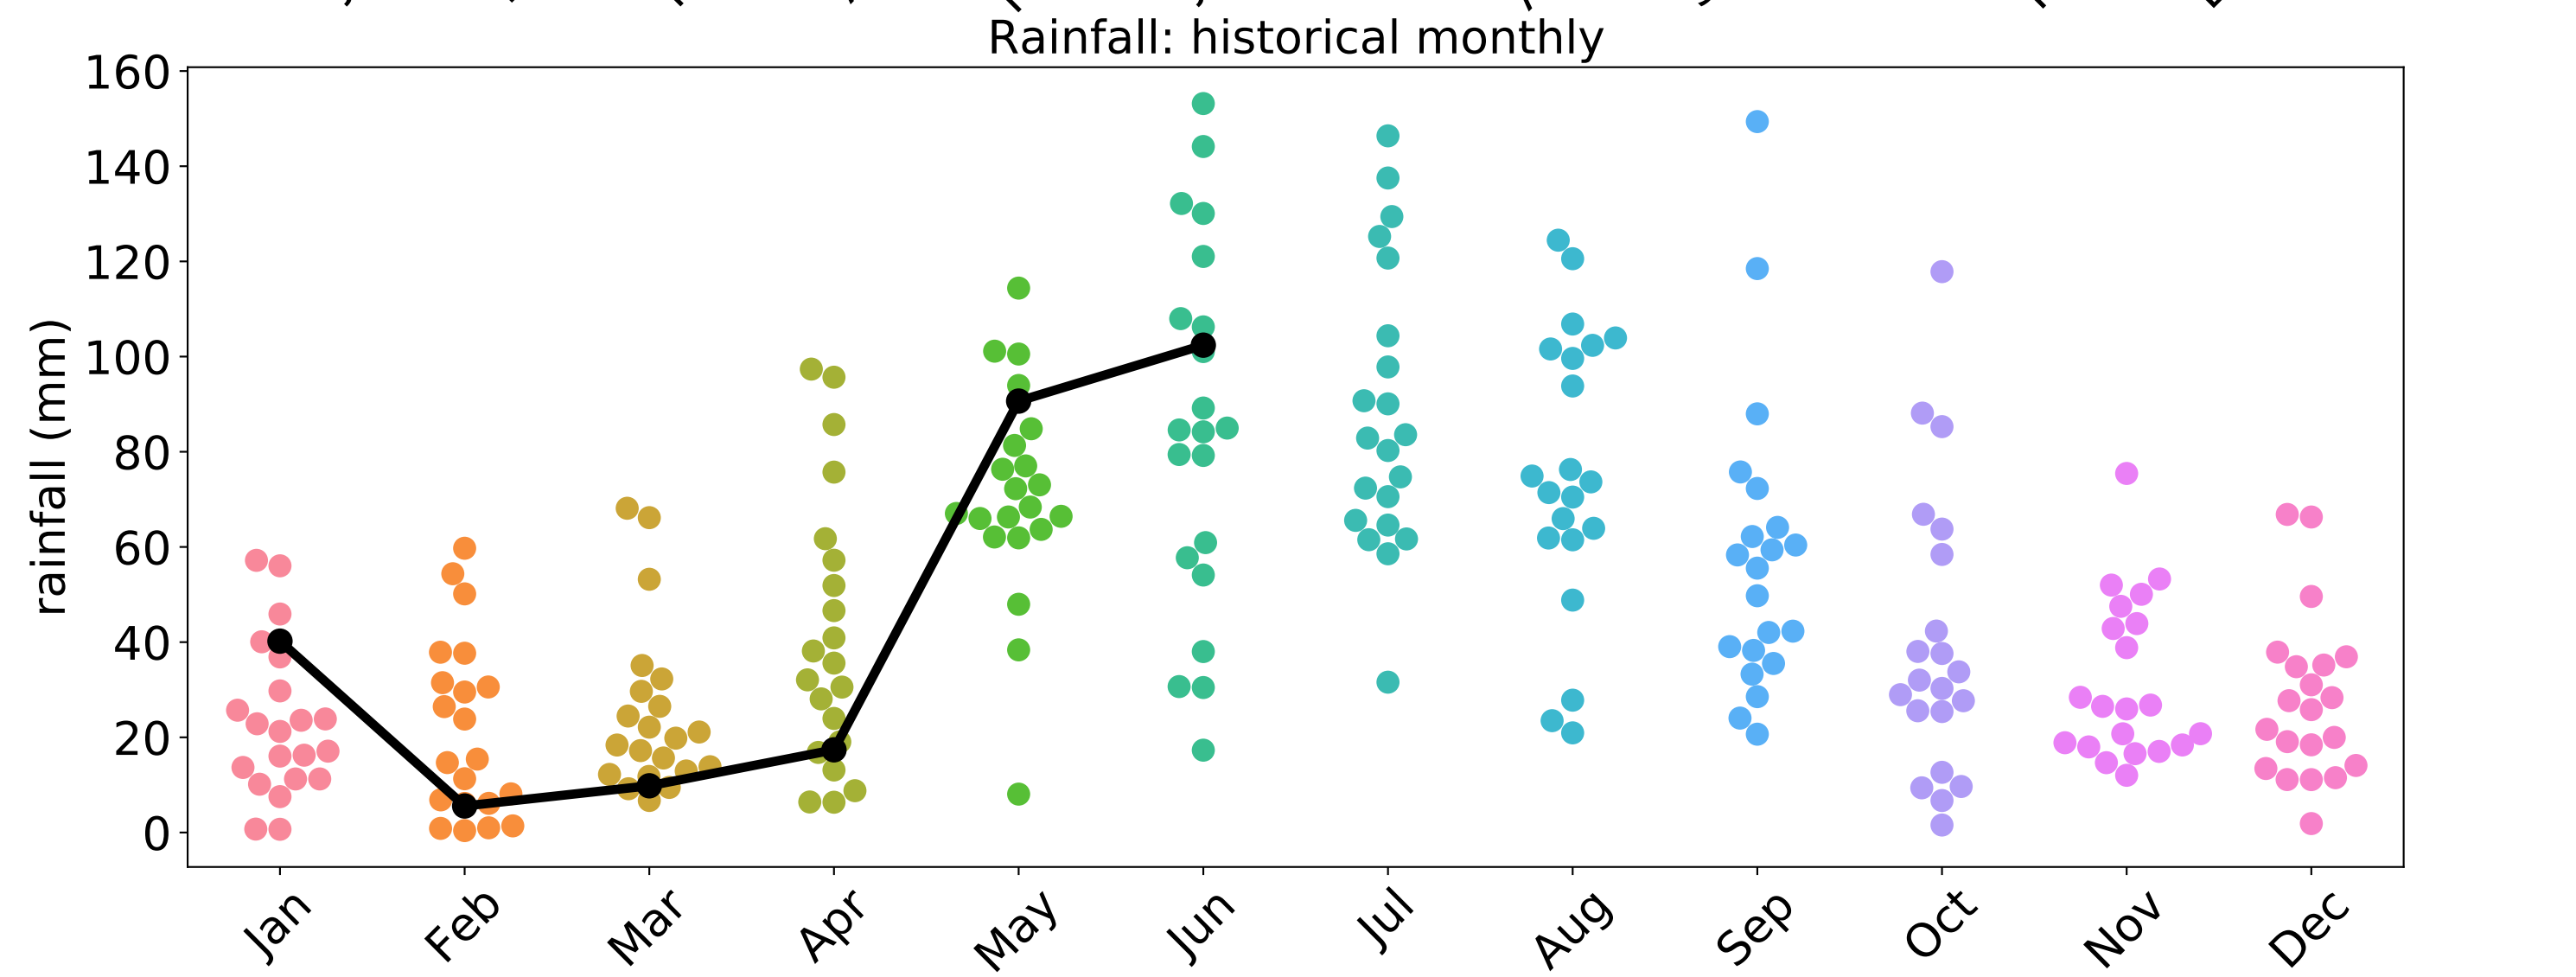 Rainfall: historical monthly
160
140
120
100
80
60
40
20
0
rainfall (mm)
Jan
Feb
Mar
Apr
May
Jun
Jul
Aug
Sep
Oct
Nov
Dec